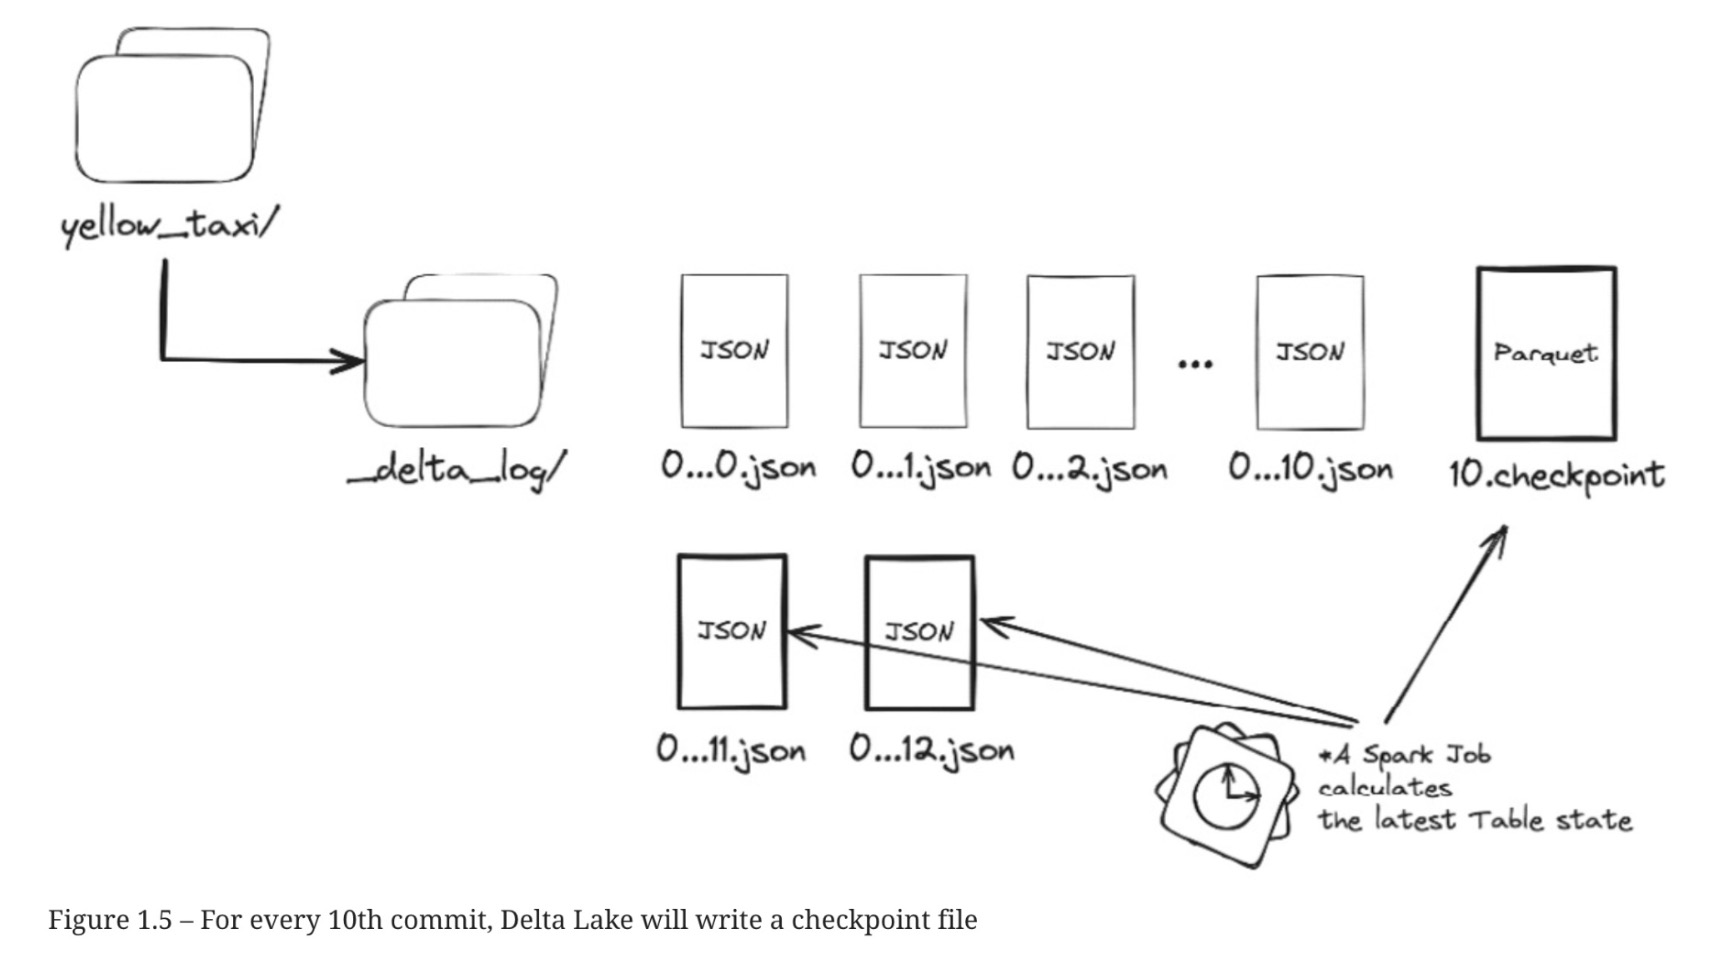 yellow_taxi/
_delta_log/
JSON
JSON
JSON
...
JSON
Parquet
0...0.json
0...1.json
0...2.json
0...10.json
10.checkpoint
JSON
JSON
0...11.json
0...12.json
*A Spark Job
calculates
the latest Table state
Figure 1.5 – For every 10th commit, Delta Lake will write a checkpoint file